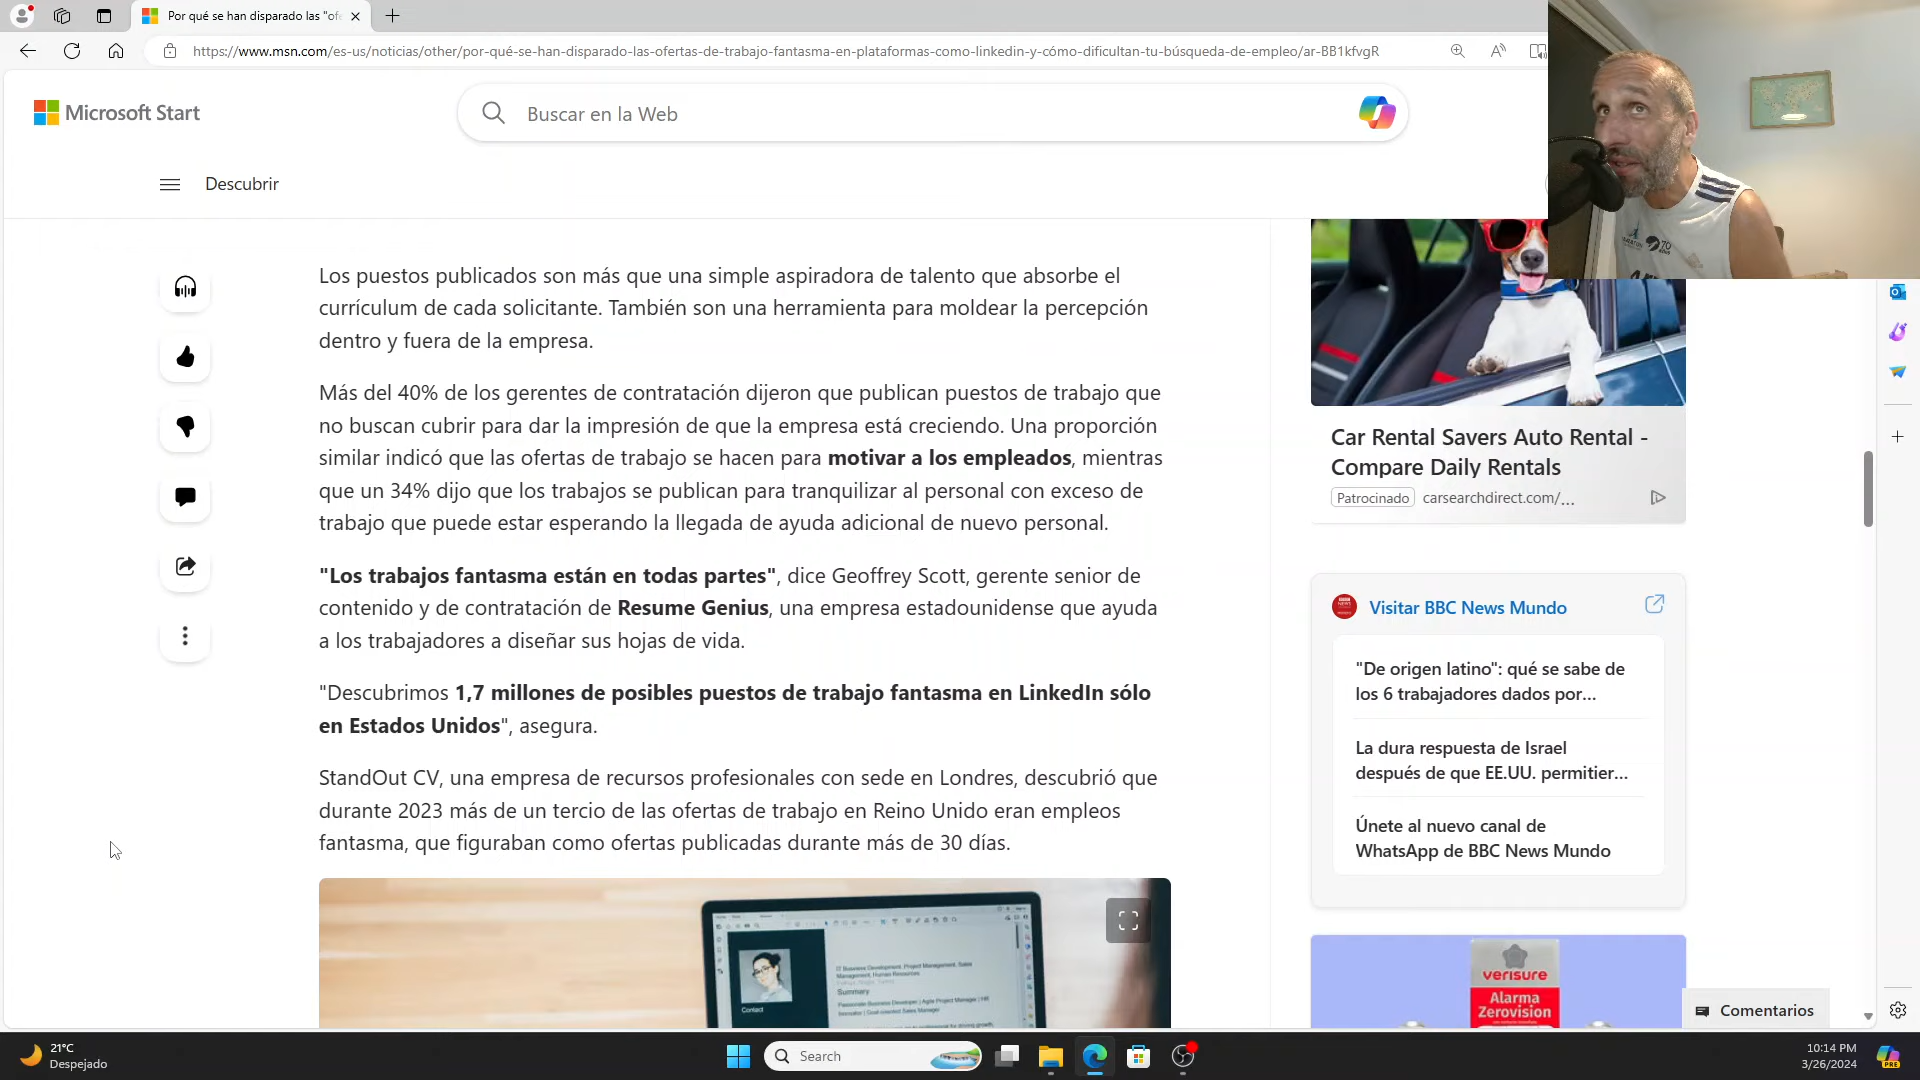 Por qué se han disparado las "ofe
https://www.msn.com/es-us/noticias/other/por-qué-se-han-disparado-las-ofertas-de-trabajo-fantasma-en-plataformas-como-linkedin-y-cómo-dificultan-tu-búsqueda-de-empleo/ar-BB1kfvgR
Microsoft Start
Buscar en la Web
Descubrir
Los puestos publicados son más que una simple aspiradora de talento que absorbe el
currículum de cada solicitante. También son una herramienta para moldear la percepción
dentro y fuera de la empresa.
Más del 40% de los gerentes de contratación dijeron que publican puestos de trabajo que
no buscan cubrir para dar la impresión de que la empresa está creciendo. Una proporción
similar indicó que las ofertas de trabajo se hacen para motivar a los empleados, mientras
que un 34% dijo que los trabajos se publican para tranquilizar al personal con exceso de
trabajo que puede estar esperando la llegada de ayuda adicional de nuevo personal.
"Los trabajos fantasma están en todas partes", dice Geoffrey Scott, gerente senior de
contenido y de contratación de Resume Genius, una empresa estadounidense que ayuda
a los trabajadores a diseñar sus hojas de vida.
"Descubrimos 1,7 millones de posibles puestos de trabajo fantasma en LinkedIn sólo
en Estados Unidos", asegura.
StandOut CV, una empresa de recursos profesionales con sede en Londres, descubrió que
durante 2023 más de un tercio de las ofertas de trabajo en Reino Unido eran empleos
fantasma, que figuraban como ofertas publicadas durante más de 30 días.
Contact
Summary
Car Rental Savers Auto Rental -
Compare Daily Rentals
Patrocinado carsearchdirect.com/...
Visitar BBC News Mundo
"De origen latino": qué se sabe de
los 6 trabajadores dados por...
La dura respuesta de Israel
después de que EE.UU. permitier...
Únete al nuevo canal de
WhatsApp de BBC News Mundo
verisure
Alarma
Zerovision
Comentarios
21°C
Despejado
Search
10:14 PM
3/26/2024
PRE